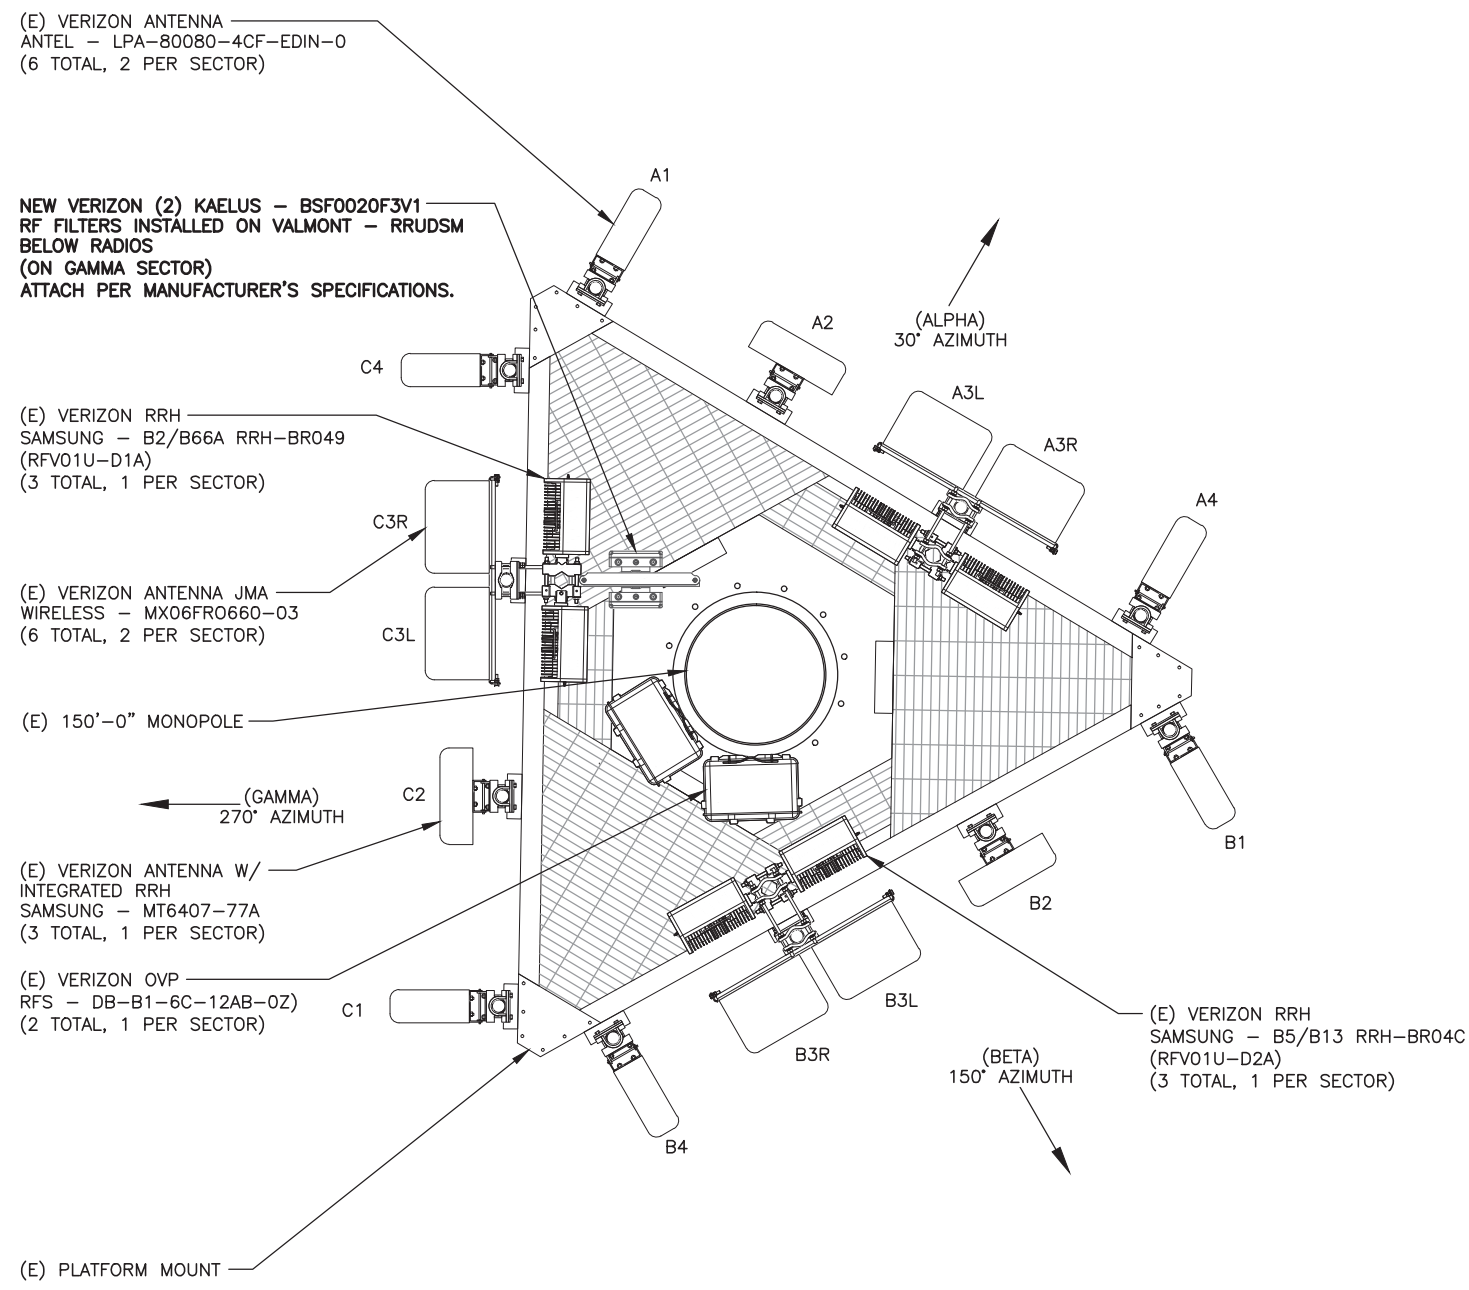 (E) VERIZON ANTENNA
ANTEL - LPA-80080-4CF-EDIN-0
(6 TOTAL, 2 PER SECTOR)
A1
NEW VERIZON (2) KAELUS - BSF0020F3V1
RF FILTERS INSTALLED ON VALMONT - RRUDSM
BELOW RADIOS
(ON GAMMA SECTOR)
ATTACH PER MANUFACTURER'S SPECIFICATIONS.
A2
(ALPHA)
30° AZIMUTH
C4
A3L
A3R
(E) VERIZON RRH
SAMSUNG - B2/B66A RRH-BR049
(RFV01U-D1A)
(3 TOTAL, 1 PER SECTOR)
A4
C3R
(E) VERIZON ANTENNA JMA
WIRELESS - MX06FRO660-03
(6 TOTAL, 2 PER SECTOR)
C3L
(E) 150'-0" MONOPOLE
(GAMMA)
270° AZIMUTH
C2
B1
(E) VERIZON ANTENNA W/
INTEGRATED RRH
SAMSUNG - MT6407-77A
(3 TOTAL, 1 PER SECTOR)
B2
(E) VERIZON OVP
RFS - DB-B1-6C-12AB-0Z)
(2 TOTAL, 1 PER SECTOR)
C1
B3L
B3R
(E) VERIZON RRH
SAMSUNG - B5/B13 RRH-BR04C
(RFV01U-D2A)
(3 TOTAL, 1 PER SECTOR)
(BETA)
150° AZIMUTH
B4
(E) PLATFORM MOUNT